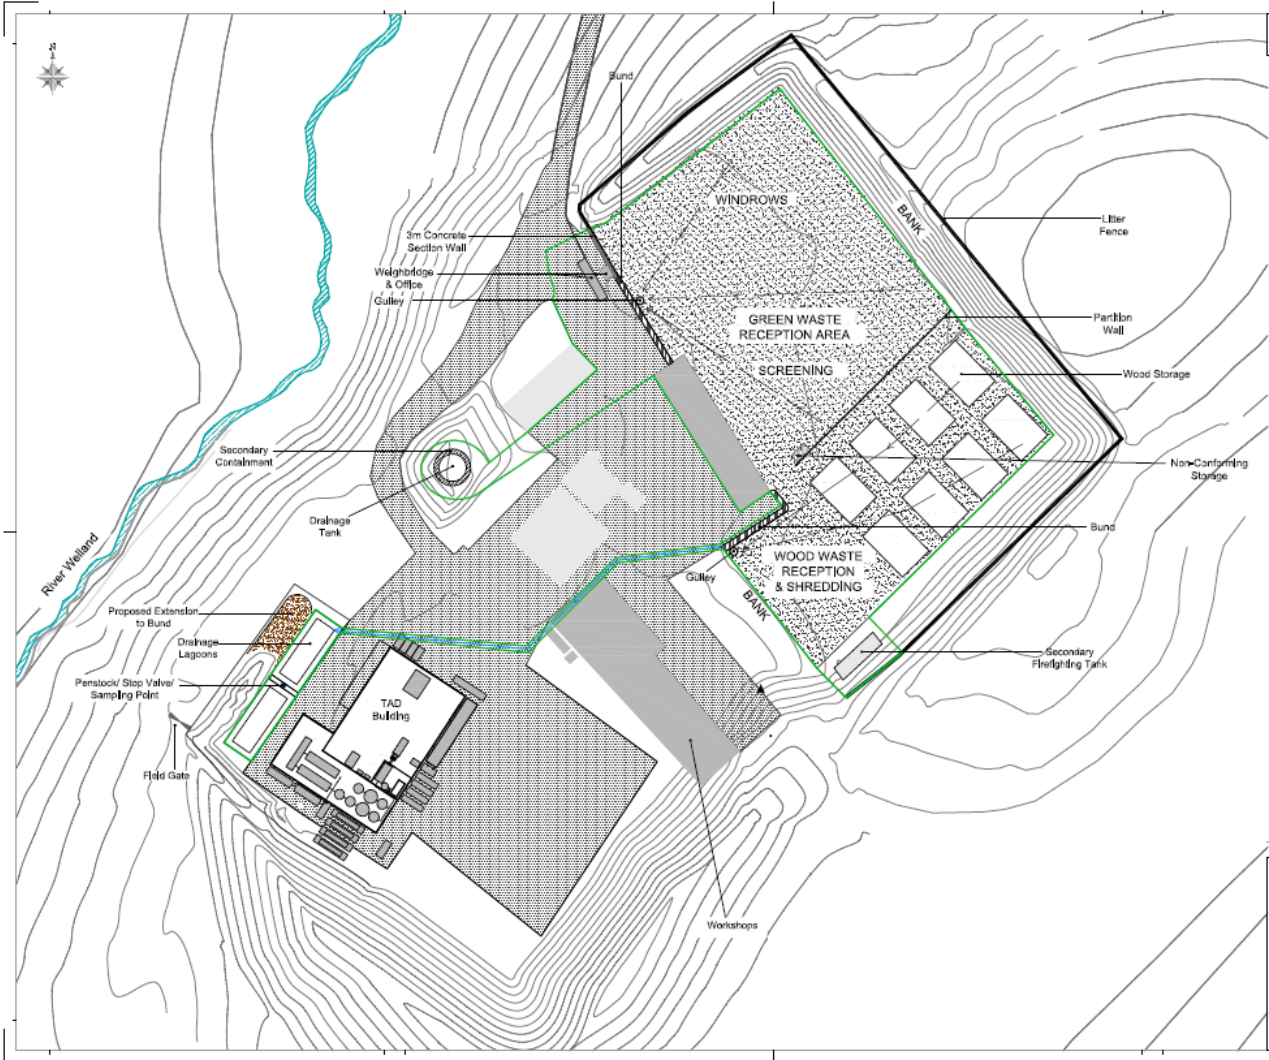 N
Bund
WINDROWS
BANK
Litter
Fence
3m Concrete
Section Wall
Weighbridge
& Office
Gulley
GREEN WASTE
RECEPTION AREA
Partition
Wall
SCREENING
Wood Storage
Secondary
Containment
Non-Conforming
Storage
Drainage
Tank
Bund
River Welland
WOOD WASTE
RECEPTION
& SHREDDING
Gulley
BANK
Proposed Extension
to Bund
Drainage
Lagoons
Secondary
Firefighting Tank
Penstock/ Stop Valve/
Sampling Point
TAD
Building
Field Gate
Workshops